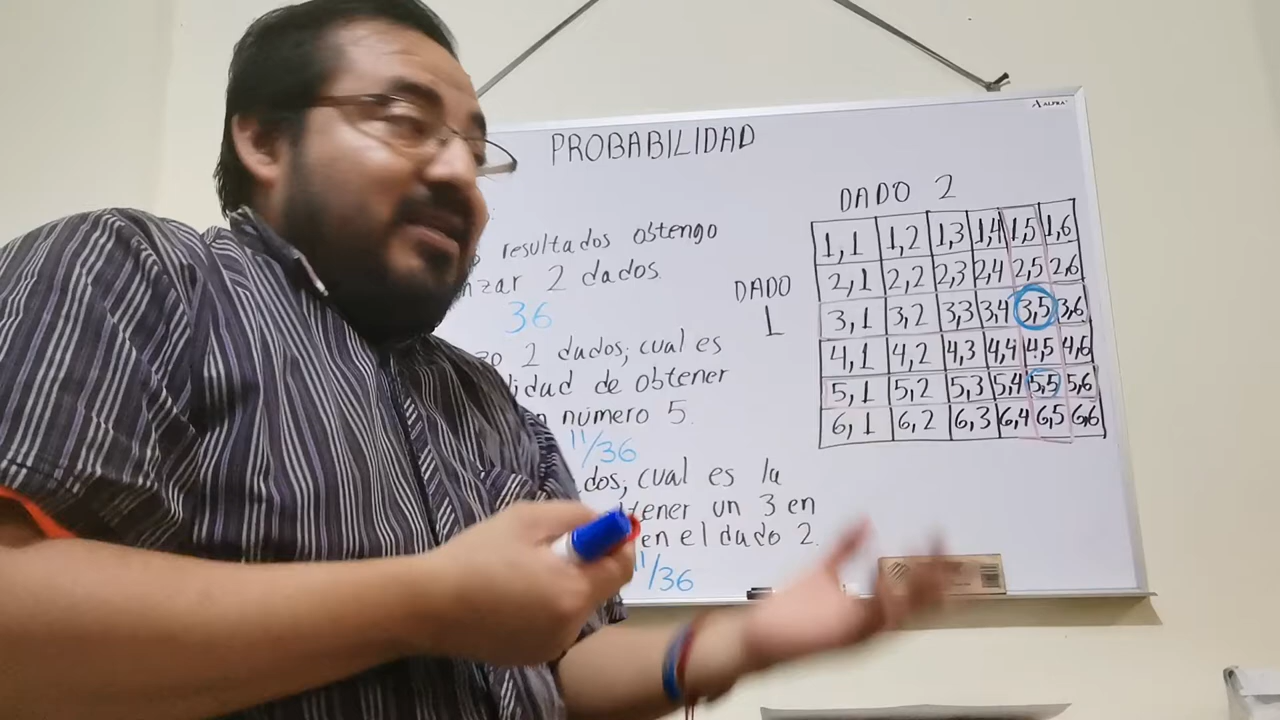 ALFRA
PROBABILIDAD
resultados obtengo
nzar 2 dados.
36
2 dados; cual es
lidad de obtener
n número 5.
11/36
dos; cual es la
tener un 3 en
en el dado 2.
1/36
DADO 2
DADO
1
1,1 1,2 1,3 1,4 1,5 1,6
2,1 2,2 2,3 2,4 2,5 2,6
3,1 3,2 3,3 3,4 3,5 3,6
4,1 4,2 4,3 4,4 4,5 4,6
5,1 5,2 5,3 5,4 5,5 5,6
6,1 6,2 6,3 6,4 6,5 6,6